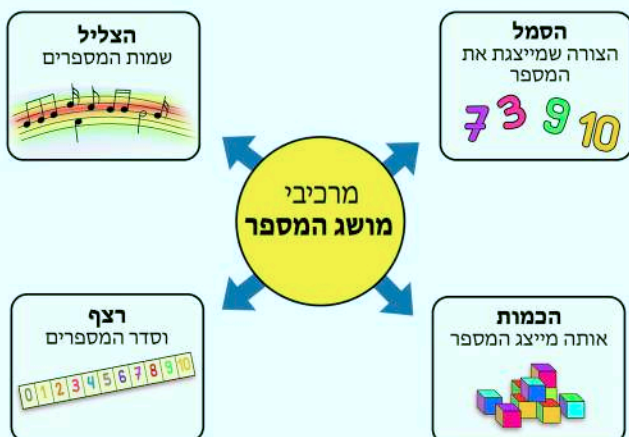 הסמל
הצורה שמייצגת את
המספר
7 3 9 10
הצליל
שמות המספרים
מרכיבי
מושג המספר
הכמות
אותה מייצג המספר
רצף
וסדר המספרים
0 1 2 3 4 5 6 7 8 9 10